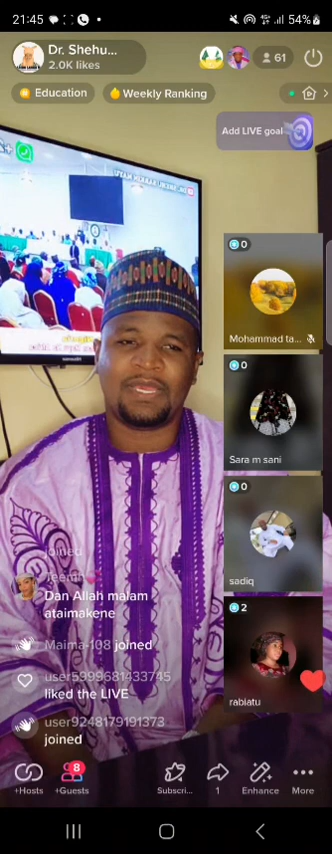 21:45
54%
Dr. Shehu...
2.0K likes
61
Education
Weekly Ranking
Add LIVE goal
0
Mohammad ta...
0
Sara m sani
0
sadiq
2
rabiatu
joined
Teemah
Dan Allah malam
ataimakene
Maima-108 joined
user5999681433745
liked the LIVE
user9248179191373
joined
8
+Hosts
+Guests
Subscri...
1
Enhance
More